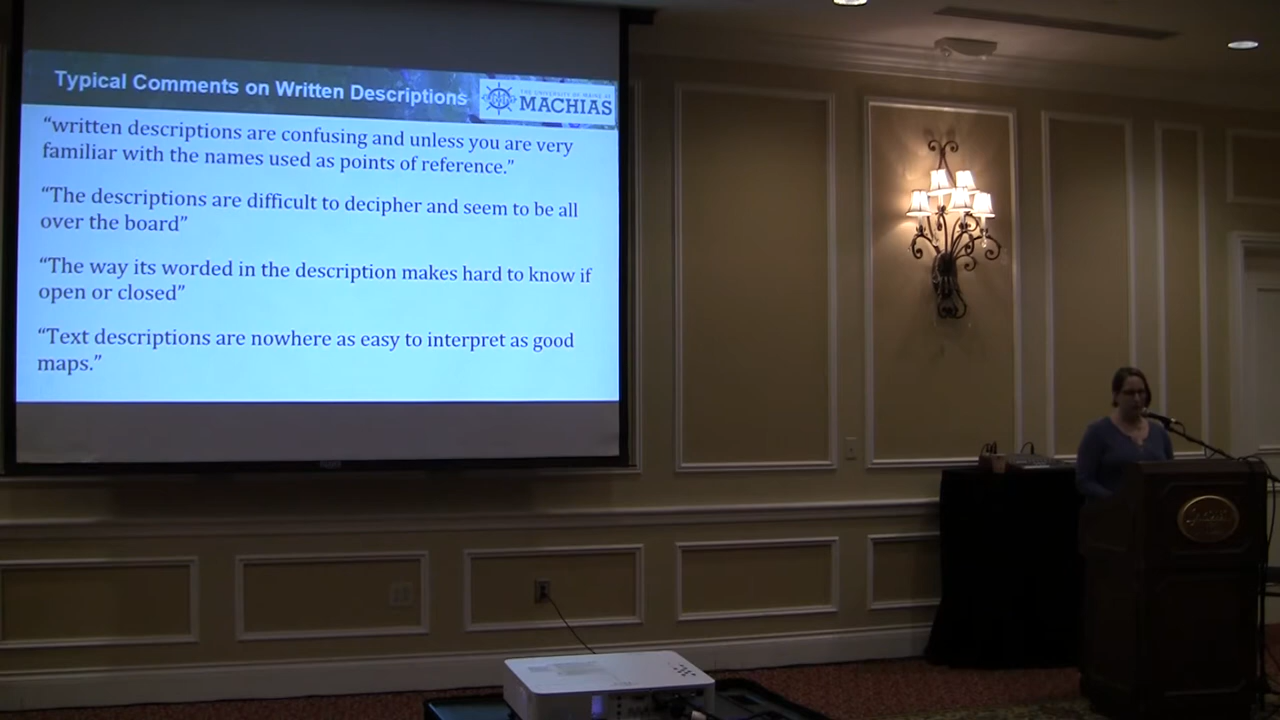 Typical Comments on Written Descriptions
THE UNIVERSITY OF MAINE AT
MACHIAS
“written descriptions are confusing and unless you are very
familiar with the names used as points of reference.”
“The descriptions are difficult to decipher and seem to be all
over the board”
“The way its worded in the description makes hard to know if
open or closed”
“Text descriptions are nowhere as easy to interpret as good
maps.”